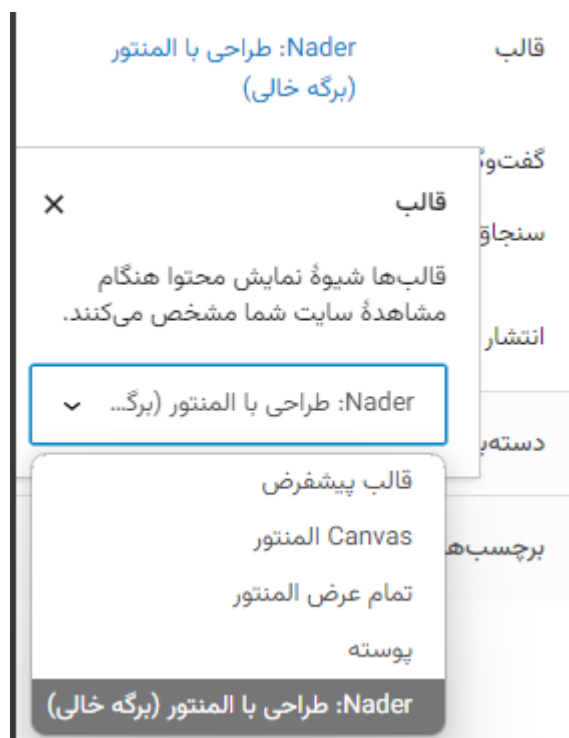 قالب
Nader: طراحی با المنتور
(برگه خالی)
قالب
قالب‌ها شیوهٔ نمایش محتوا هنگام
مشاهدهٔ سایت شما مشخص می‌کنند.
Nader: طراحی با المنتور (برگ...
قالب پیشفرض
Canvas المنتور
تمام عرض المنتور
پوسته
Nader: طراحی با المنتور (برگه خالی)
انتشار